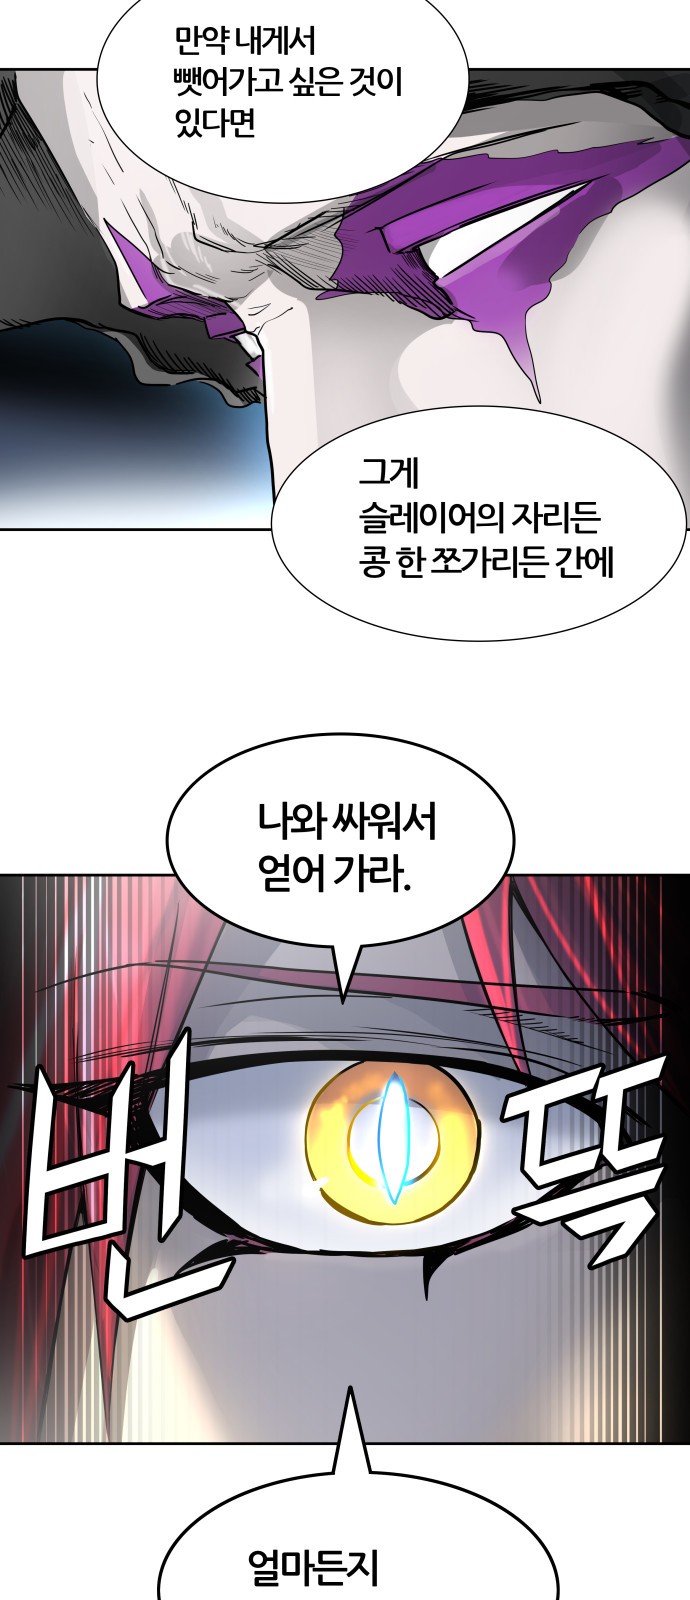 만약 내게서
뺏어가고 싶은 것이
있다면
그게
슬레이어의 자리든
콩 한 쪼가리든 간에
나와 싸워서
얻어 가라.
번
뜩
얼마든지